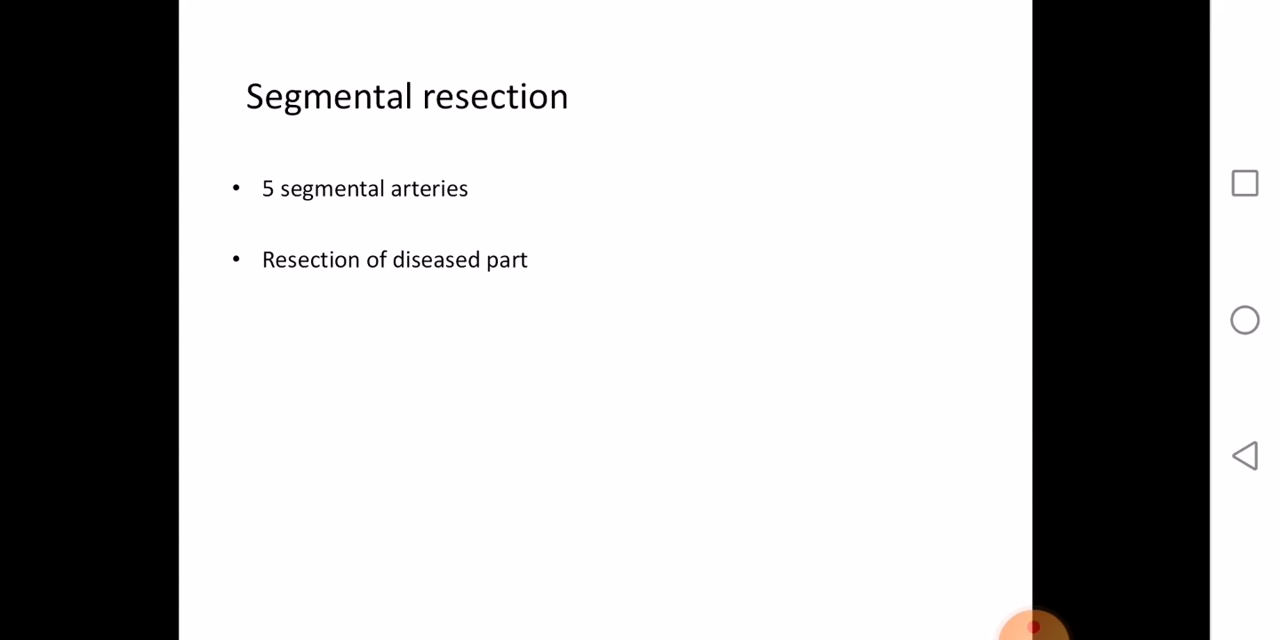 Segmental resection
• 5 segmental arteries
• Resection of diseased part